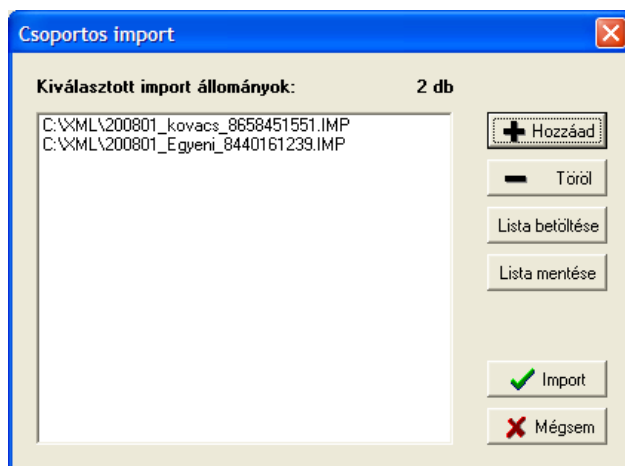 Csoportos import
Kiválasztott import állományok: 2 db
C:\XML\200801_kovacs_8658451551.IMP
C:\XML\200801_Egyeni_8440161239.IMP
Hozzáad
Töröl
Lista betöltése
Lista mentése
Import
Mégsem